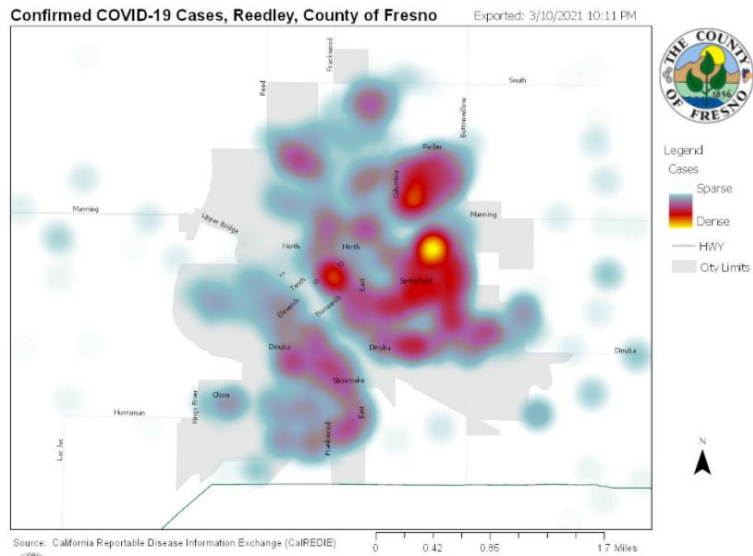 Confirmed COVID-19 Cases, Reedley, County of Fresno
Exported: 3/10/2021 10:11 PM
THE COUNTY
1856
OF FRESNO
Frankwood
South
Reed
Buttonwillow
Parlier
Columbia
Legend
Cases
Sparse
Dense
HWY
City Limits
Manning
Upper Bridge
Manning
North
North
Tenth
East
Springfield
Eleventh
Thirteenth
Dinuba
Dinuba
Dinuba
Shoemake
Olson
Kings River
East
Huntsman
Frankwood
Lac Jac
N
Source: California Reportable Disease Information Exchange (CalREDIE)
0 0.42 0.85 1.7 Miles